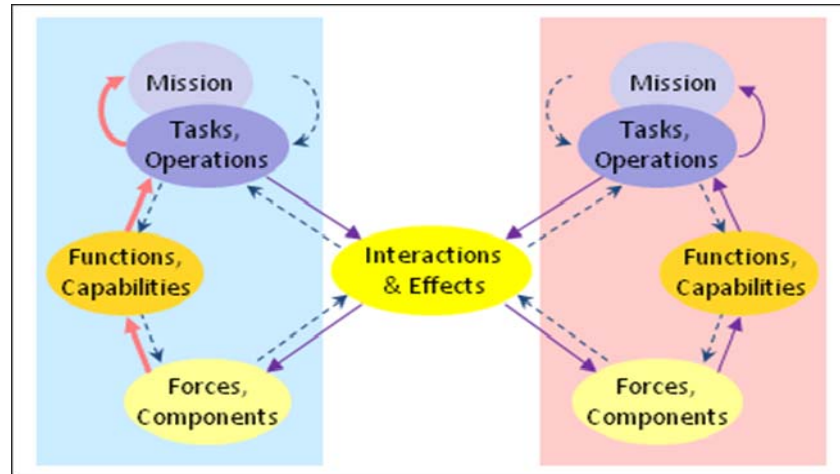 Mission
Tasks,
Operations
Functions,
Capabilities
Forces,
Components
Interactions
& Effects
Mission
Tasks,
Operations
Functions,
Capabilities
Forces,
Components